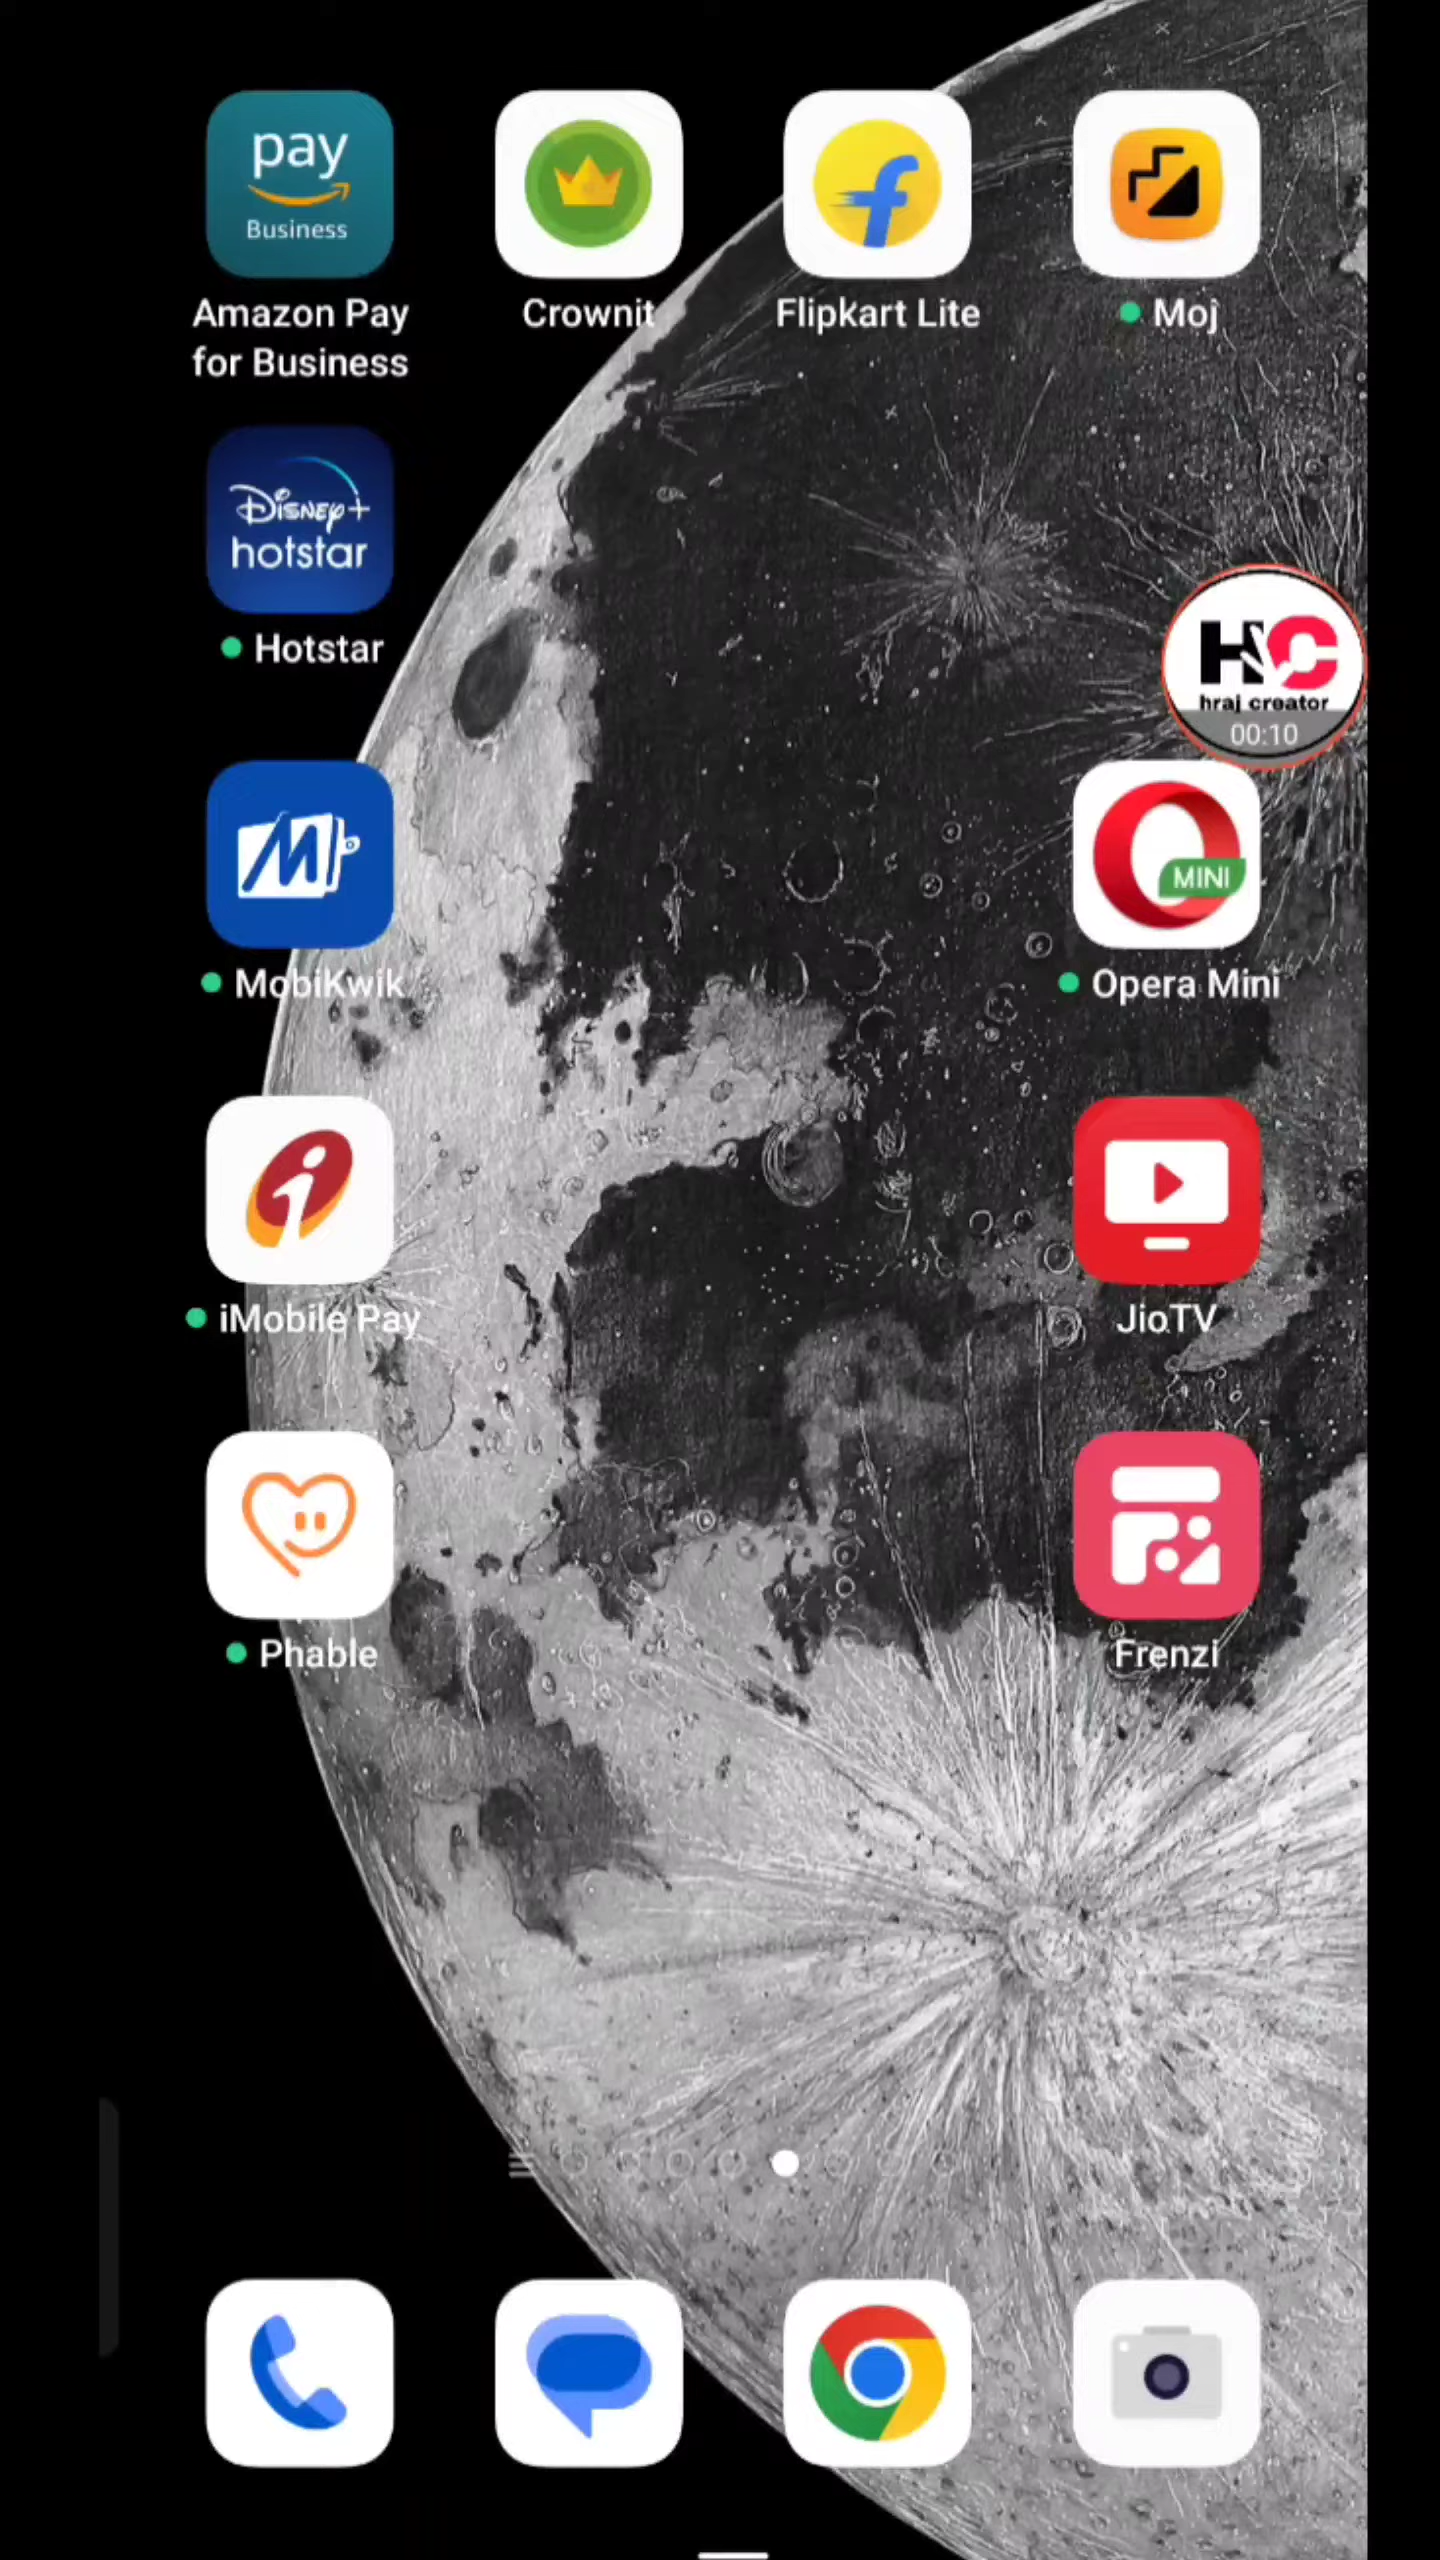 pay
Business
Amazon Pay
for Business
Crownit
Flipkart Lite
Moj
Disney+
hotstar
Hotstar
HC
hraj creator
00:10
MobiKwik
MINI
Opera Mini
iMobile Pay
JioTV
Phable
Frenzi